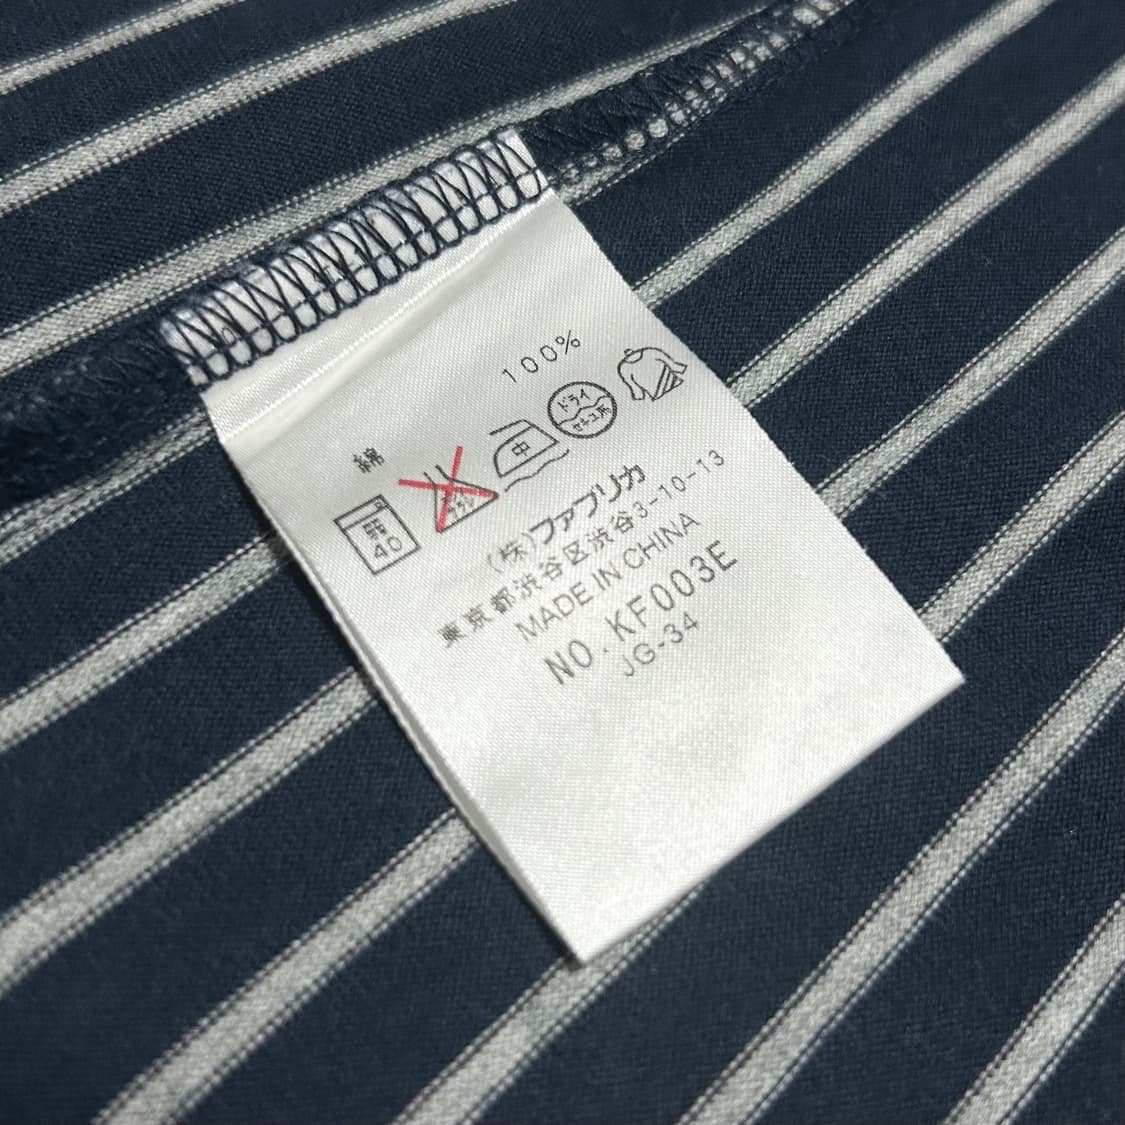 綿 100%
弱
40
ドライ
セキユ系
中
(株)ファブリカ
東京都渋谷区渋谷3-10-13
MADE IN CHINA
NO. KF003E
JG-34